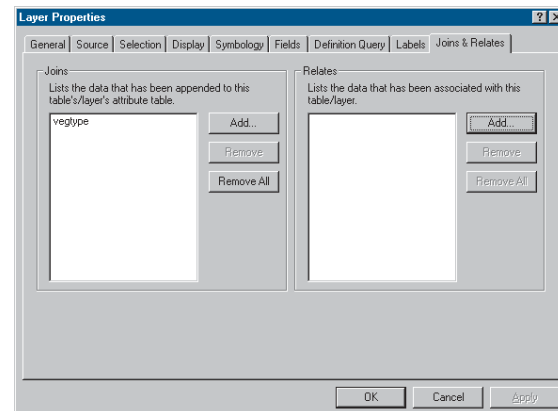 Layer Properties
General Source Selection Display Symbology Fields Definition Query Labels Joins & Relates
Joins
Lists the data that has been appended to this
table's/layer's attribute table.
vegtype
Add...
Remove
Remove All
Relates
Lists the data that has been associated with this
table/layer.
Add...
Remove
Remove All
OK Cancel Apply